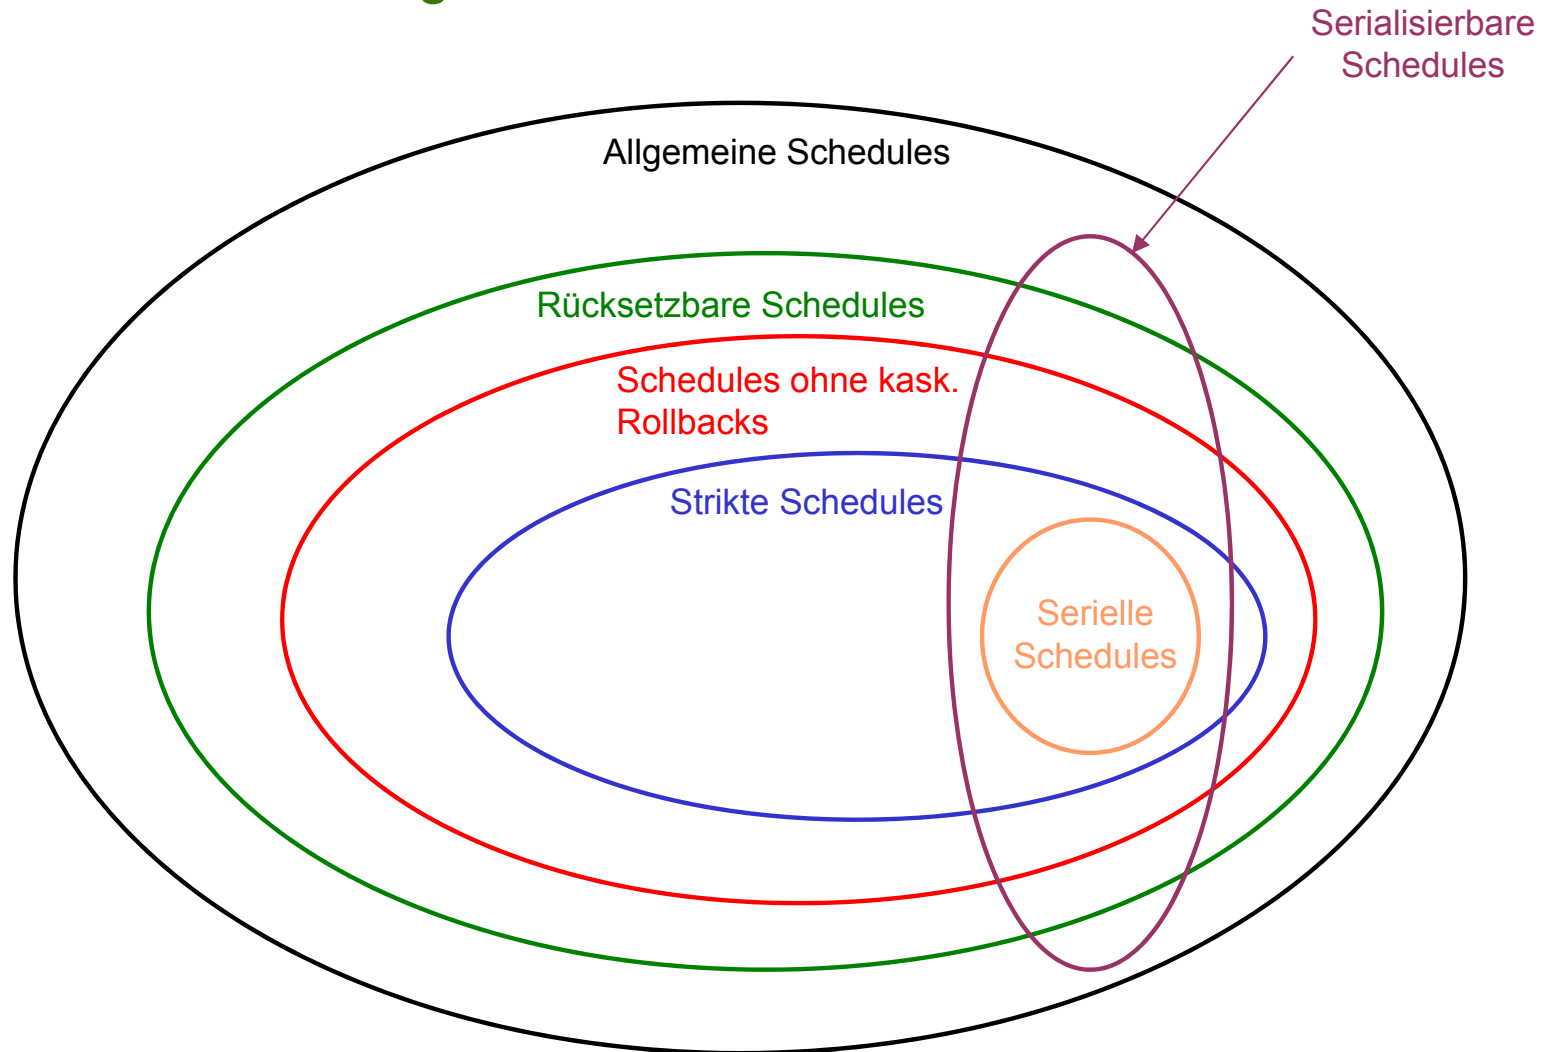 Serialisierbare
Schedules
Allgemeine Schedules
Rücksetzbare Schedules
Schedules ohne kask.
Rollbacks
Strikte Schedules
Serielle
Schedules